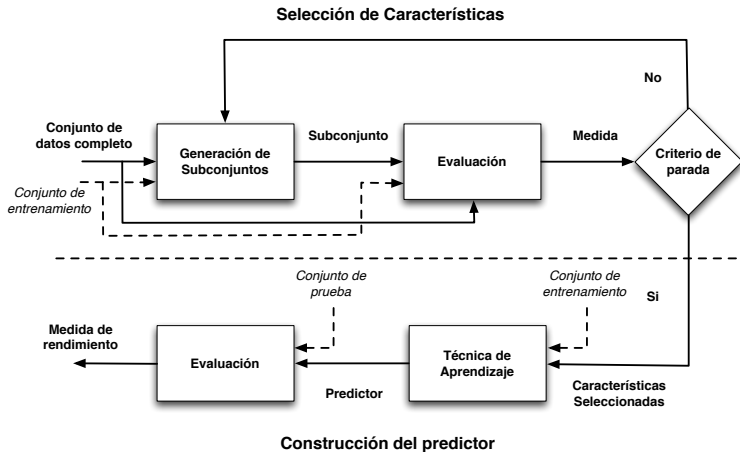 Selección de Características
No
Conjunto de
datos completo
Generación de
Subconjuntos
Subconjunto
Evaluación
Medida
Criterio de
parada
Conjunto de
entrenamiento
Conjunto de
prueba
Conjunto de
entrenamiento
Si
Medida de
rendimiento
Evaluación
Predictor
Técnica de
Aprendizaje
Características
Seleccionadas
Construcción del predictor